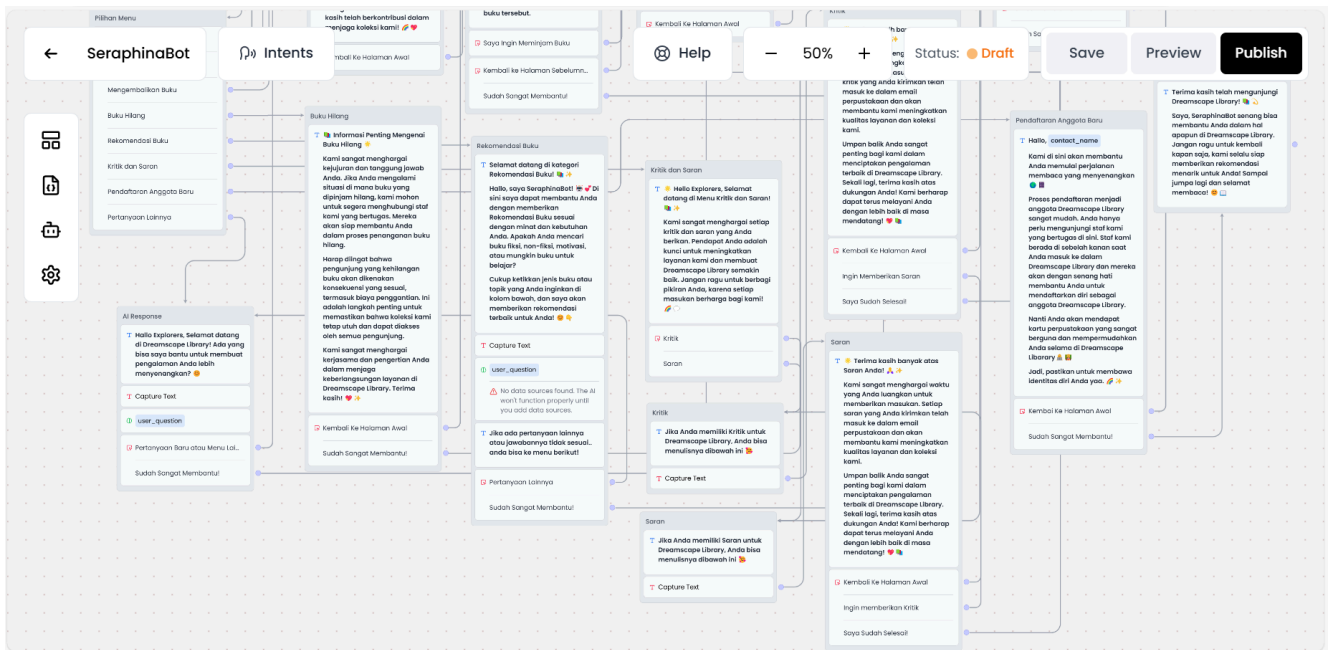 Pilihan Menu
SeraphinaBot
Intents
Mengembalikan Buku
Buku Hilang
Rekomendasi Buku
Kritik dan Saran
Pendaftaran Anggota Baru
Pertanyaan Lainnya
kasih telah berkontribusi dalam
menjaga koleksi kami!
Kembali Ke Halaman Awal
buku tersebut.
Saya Ingin Meminjam Buku
Kembali ke Halaman Sebelumn...
Sudah Sangat Membantu!
Kembali Ke Halaman Awal
Help
50%
Status:
Draft
Save
Preview
Publish
AI Response
Hallo Explorers, Selamat datang
di Dreamscape Library! Ada yang
bisa saya bantu untuk membuat
pengalaman Anda lebih
menyenangkan?
Capture Text
user_question
Pertanyaan Baru atau Menu Lai...
Sudah Sangat Membantu!
Buku Hilang
Informasi Penting Mengenai
Buku Hilang
Kami sangat menghargai
kejujuran dan tanggung jawab
Anda. Jika Anda mengalami
situasi di mana buku yang
dipinjam hilang, kami mohon
untuk segera menghubungi staf
kami yang bertugas. Mereka
akan siap membantu Anda
dalam proses penanganan buku
hilang.
Harap diingat bahwa
pengunjung yang kehilangan
buku akan dikenakan
konsekuensi yang sesuai,
termasuk biaya penggantian. Ini
adalah langkah penting untuk
memastikan bahwa koleksi kami
tetap utuh dan dapat diakses
oleh semua pengunjung.
Kami sangat menghargai
kerjasama dan pengertian Anda
dalam menjaga
keberlangsungan layanan di
Dreamscape Library. Terima
kasih!
Kembali Ke Halaman Awal
Sudah Sangat Membantu!
Rekomendasi Buku
Selamat datang di kategori
Rekomendasi Buku!
Hallo, saya SeraphinaBot! Di
sini saya dapat membantu Anda
dengan memberikan
Rekomendasi Buku sesuai
dengan minat dan kebutuhan
Anda. Apakah Anda mencari
buku fiksi, non-fiksi, motivasi,
atau mungkin buku untuk
belajar?
Cukup ketikkan jenis buku atau
topik yang Anda inginkan di
kolom bawah, dan saya akan
memberikan rekomendasi
terbaik untuk Anda!
Capture Text
user_question
No data sources found. The AI
won't function properly until
you add data sources.
Jika ada pertanyaan lainnya
atau jawabannya tidak sesuai..
anda bisa ke menu berikut!
Pertanyaan Lainnya
Sudah Sangat Membantu!
Kritik dan Saran
Hello Explorers, Selamat
datang di Menu Kritik dan Saran!
Kami sangat menghargai setiap
kritik dan saran yang Anda
berikan. Pendapat Anda adalah
kunci untuk meningkatkan
layanan kami dan membuat
Dreamscape Library semakin
baik. Jangan ragu untuk berbagi
pikiran Anda, karena setiap
masukan berharga bagi kami!
Kritik
Saran
Kritik
Jika Anda memiliki Kritik untuk
Dreamscape Library, Anda bisa
menulisnya dibawah ini
Capture Text
Saran
Jika Anda memiliki Saran untuk
Dreamscape Library, Anda bisa
menulisnya dibawah ini
Capture Text
Kritik
kritik yang Anda kirimkan telah
masuk ke dalam email
perpustakaan dan akan
membantu kami meningkatkan
kualitas layanan dan koleksi
kami.
Umpan balik Anda sangat
penting bagi kami dalam
menciptakan pengalaman
terbaik di Dreamscape Library.
Sekali lagi, terima kasih atas
dukungan Anda! Kami berharap
dapat terus melayani Anda
dengan lebih baik di masa
mendatang!
Kembali Ke Halaman Awal
Ingin Memberikan Saran
Saya Sudah Selesai!
Saran
Terima kasih banyak atas
Saran Anda!
Kami sangat menghargai waktu
yang Anda luangkan untuk
memberikan masukan. Setiap
saran yang Anda kirimkan telah
masuk ke dalam email
perpustakaan dan akan
membantu kami meningkatkan
kualitas layanan dan koleksi
kami.
Umpan balik Anda sangat
penting bagi kami dalam
menciptakan pengalaman
terbaik di Dreamscape Library.
Sekali lagi, terima kasih atas
dukungan Anda! Kami berharap
dapat terus melayani Anda
dengan lebih baik di masa
mendatang!
Kembali Ke Halaman Awal
Ingin memberikan Kritik
Saya Sudah Selesai!
Pendaftaran Anggota Baru
Hallo, contact_name
Kami di sini akan membantu
Anda memulai perjalanan
membaca yang menyenangkan
Proses pendaftaran menjadi
anggota Dreamscape Library
sangat mudah. Anda hanya
perlu mengunjungi staf kami
yang bertugas di sini. Staf kami
berada di sebelah kanan saat
Anda masuk ke dalam
Dreamscape Library dan mereka
akan dengan senang hati
membantu Anda untuk
mendaftarkan diri sebagai
anggota Dreamscape Library.
Nanti Anda akan mendapat
kartu perpustakaan yang sangat
berguna dan mempermudahkan
Anda selama di Dreamscape
Libarary
Jadi, pastikan untuk membawa
identitas diri Anda yaa.
Kembai Ke Halaman Awal
Sudah Sangat Membantu!
Terima kasih telah mengunjungi
Dreamscape Library!
Saya, SeraphinaBot senang bisa
membantu Anda dalam hal
apapun di Dreamscape Library.
Jangan ragu untuk kembali
kapan saja, kami selalu siap
memberikan rekomendasi
menarik untuk Anda! Sampai
jumpa lagi dan selamat
membaca!